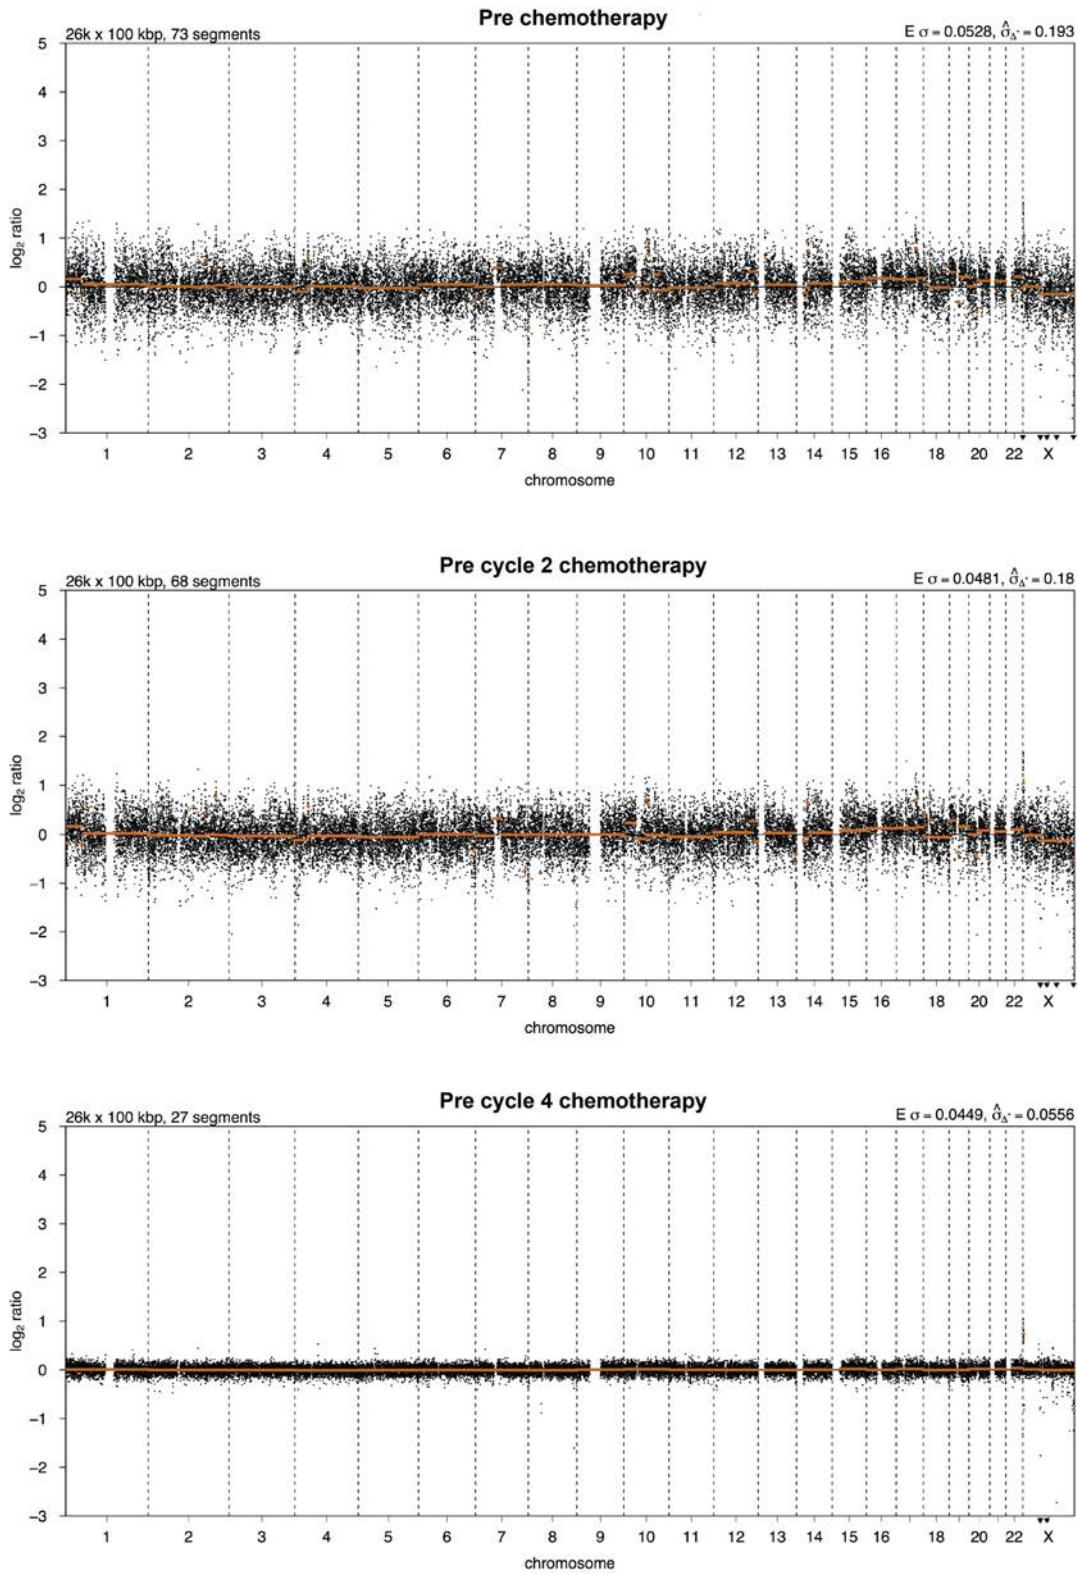 Pre chemotherapy
26k x 100 kbp, 73 segments
E σ = 0.0528, σ̂Δ* = 0.193
5
4
3
2
1
0
−1
−2
−3
log2 ratio
1 2 3 4 5 6 7 8 9 10 11 12 13 14 15 16 18 20 22 X
chromosome
Pre cycle 2 chemotherapy
26k x 100 kbp, 68 segments
E σ = 0.0481, σ̂Δ* = 0.18
5
4
3
2
1
0
−1
−2
−3
log2 ratio
1 2 3 4 5 6 7 8 9 10 11 12 13 14 15 16 18 20 22 X
chromosome
Pre cycle 4 chemotherapy
26k x 100 kbp, 27 segments
E σ = 0.0449, σ̂Δ* = 0.0556
5
4
3
2
1
0
−1
−2
−3
log2 ratio
1 2 3 4 5 6 7 8 9 10 11 12 13 14 15 16 18 20 22 X
chromosome